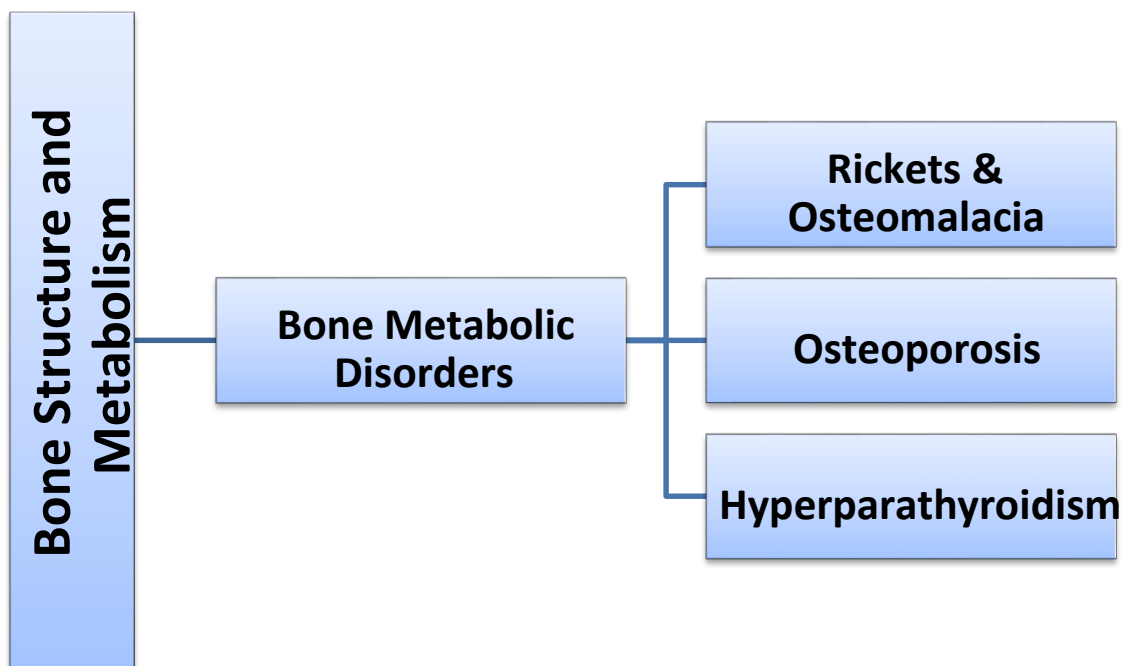 Bone Structure and
Metabolism
Bone Metabolic
Disorders
Rickets &
Osteomalacia
Osteoporosis
Hyperparathyroidism